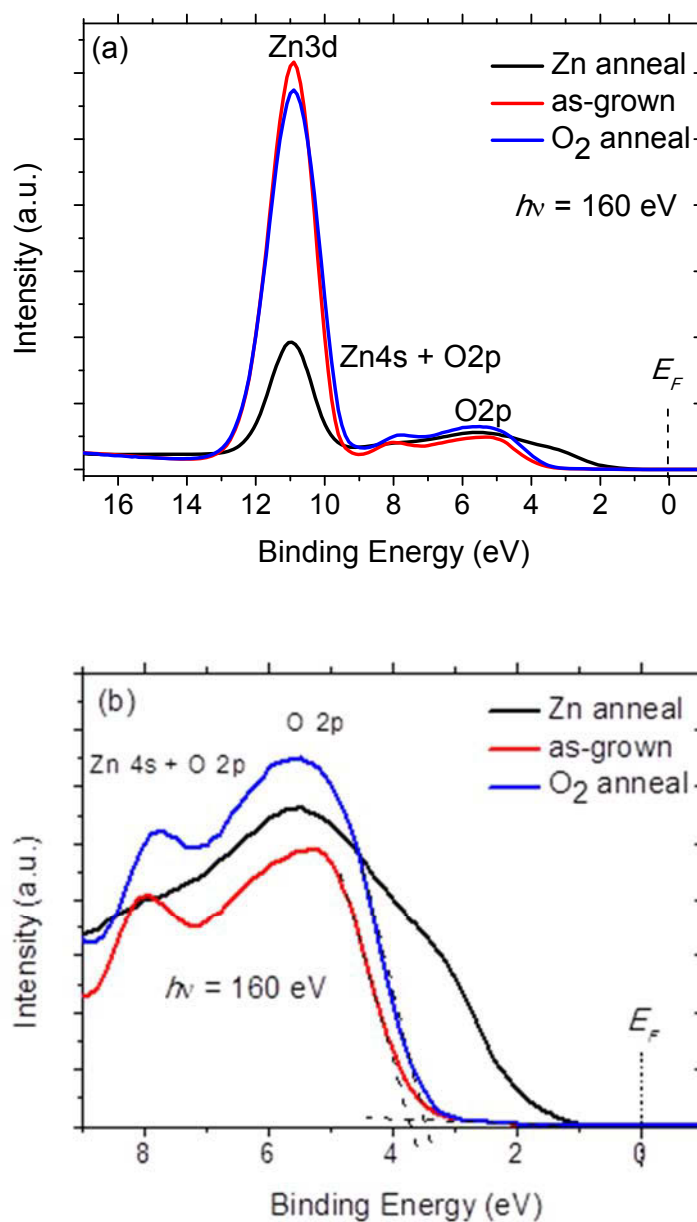 (a)
Zn3d
Zn anneal
as-grown
O2 anneal
hν = 160 eV
Zn4s + O2p
O2p
EF
Intensity (a.u.)
16 14 12 10 8 6 4 2 0
Binding Energy (eV)
(b)
O 2p
Zn 4s + O 2p
Zn anneal
as-grown
O2 anneal
hν = 160 eV
EF
Intensity (a.u.)
8 6 4 2 0
Binding Energy (eV)